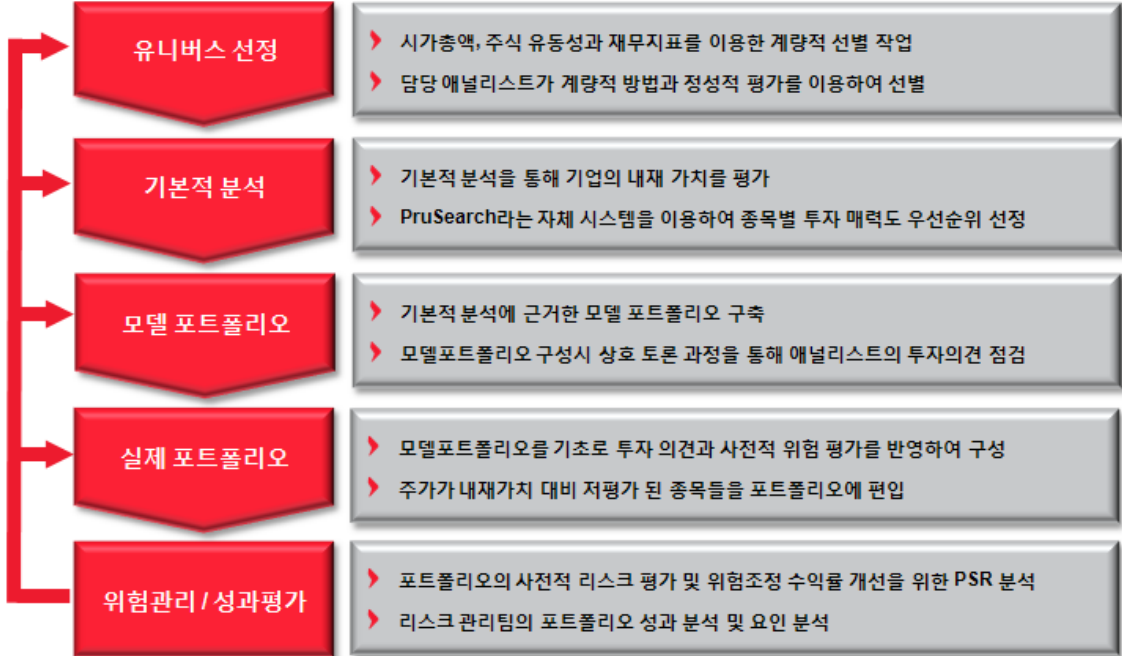 유니버스 선정
시가총액, 주식 유동성과 재무지표를 이용한 계량적 선별 작업
담당 애널리스트가 계량적 방법과 정성적 평가를 이용하여 선별
기본적 분석
기본적 분석을 통해 기업의 내재 가치를 평가
PruSearch라는 자체 시스템을 이용하여 종목별 투자 매력도 우선순위 선정
모델 포트폴리오
기본적 분석에 근거한 모델 포트폴리오 구축
모델포트폴리오 구성시 상호 토론 과정을 통해 애널리스트의 투자의견 점검
실제 포트폴리오
모델포트폴리오를 기초로 투자 의견과 사전적 위험 평가를 반영하여 구성
주가가 내재가치 대비 저평가 된 종목들을 포트폴리오에 편입
위험관리 / 성과평가
포트폴리오의 사전적 리스크 평가 및 위험조정 수익률 개선을 위한 PSR 분석
리스크 관리팀의 포트폴리오 성과 분석 및 요인 분석